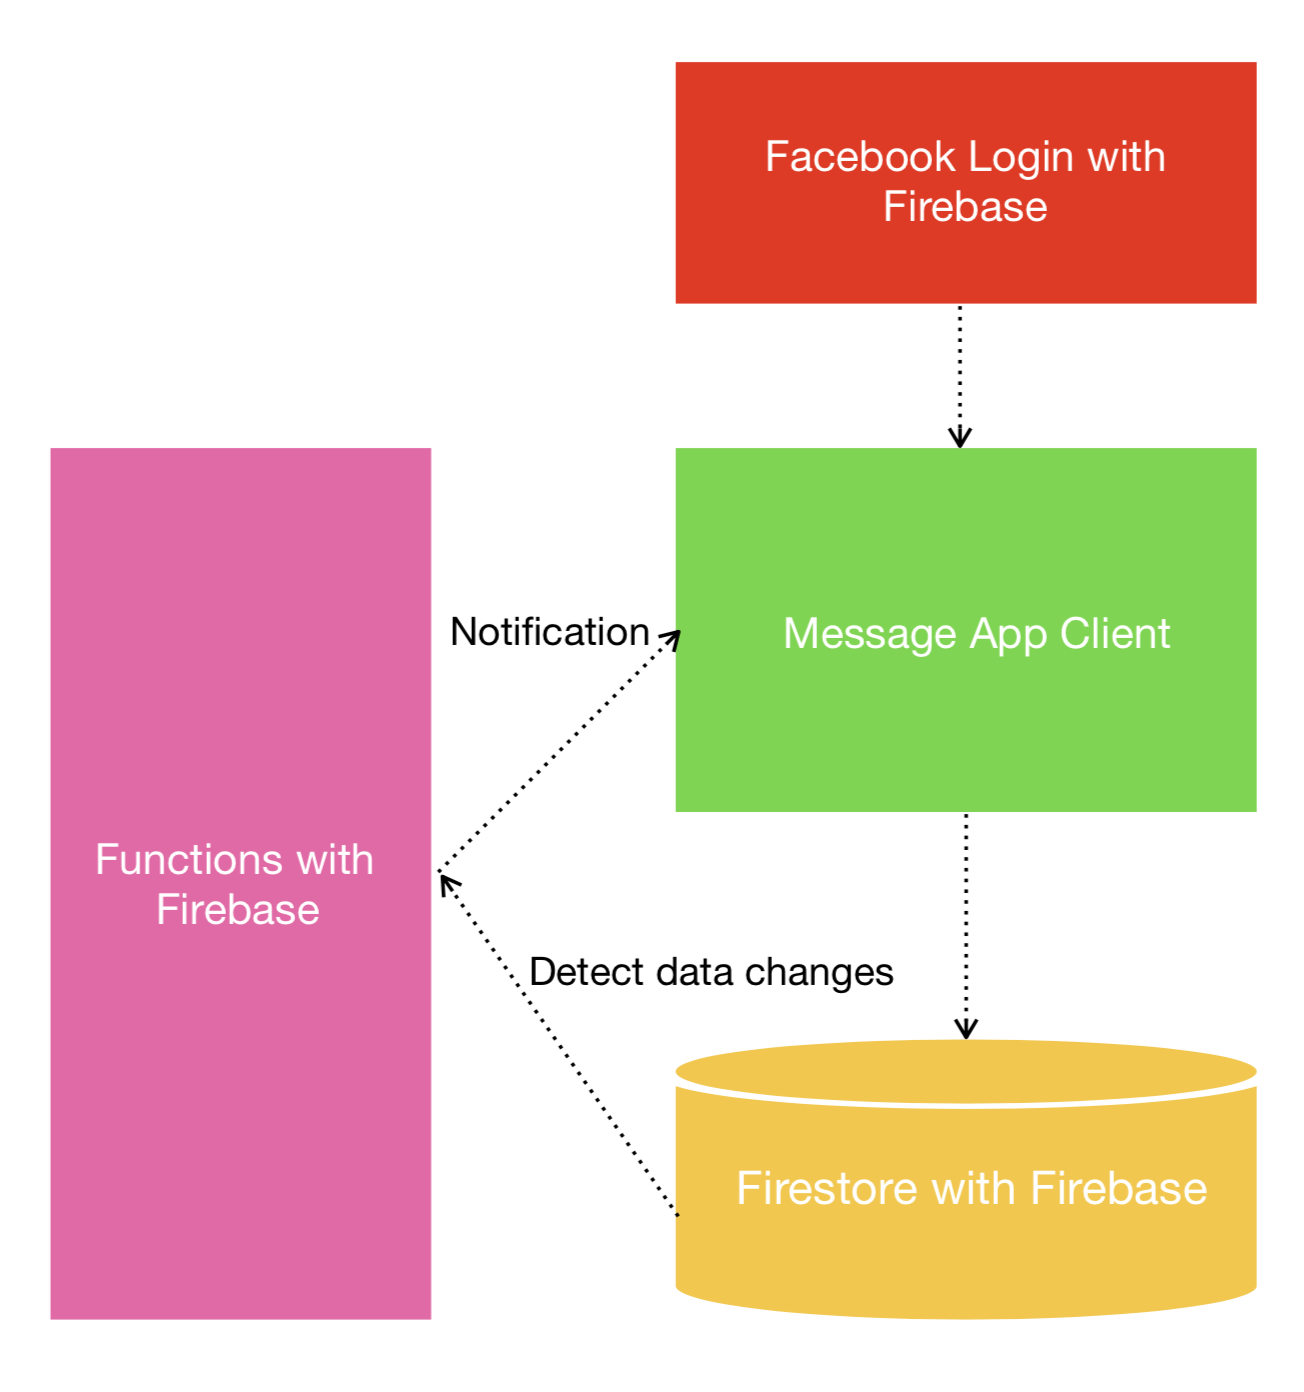 Facebook Login with
Firebase
Notification
Message App Client
Functions with
Firebase
Detect data changes
Firestore with Firebase